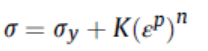 σ = σ_y + K(ε^p)^n